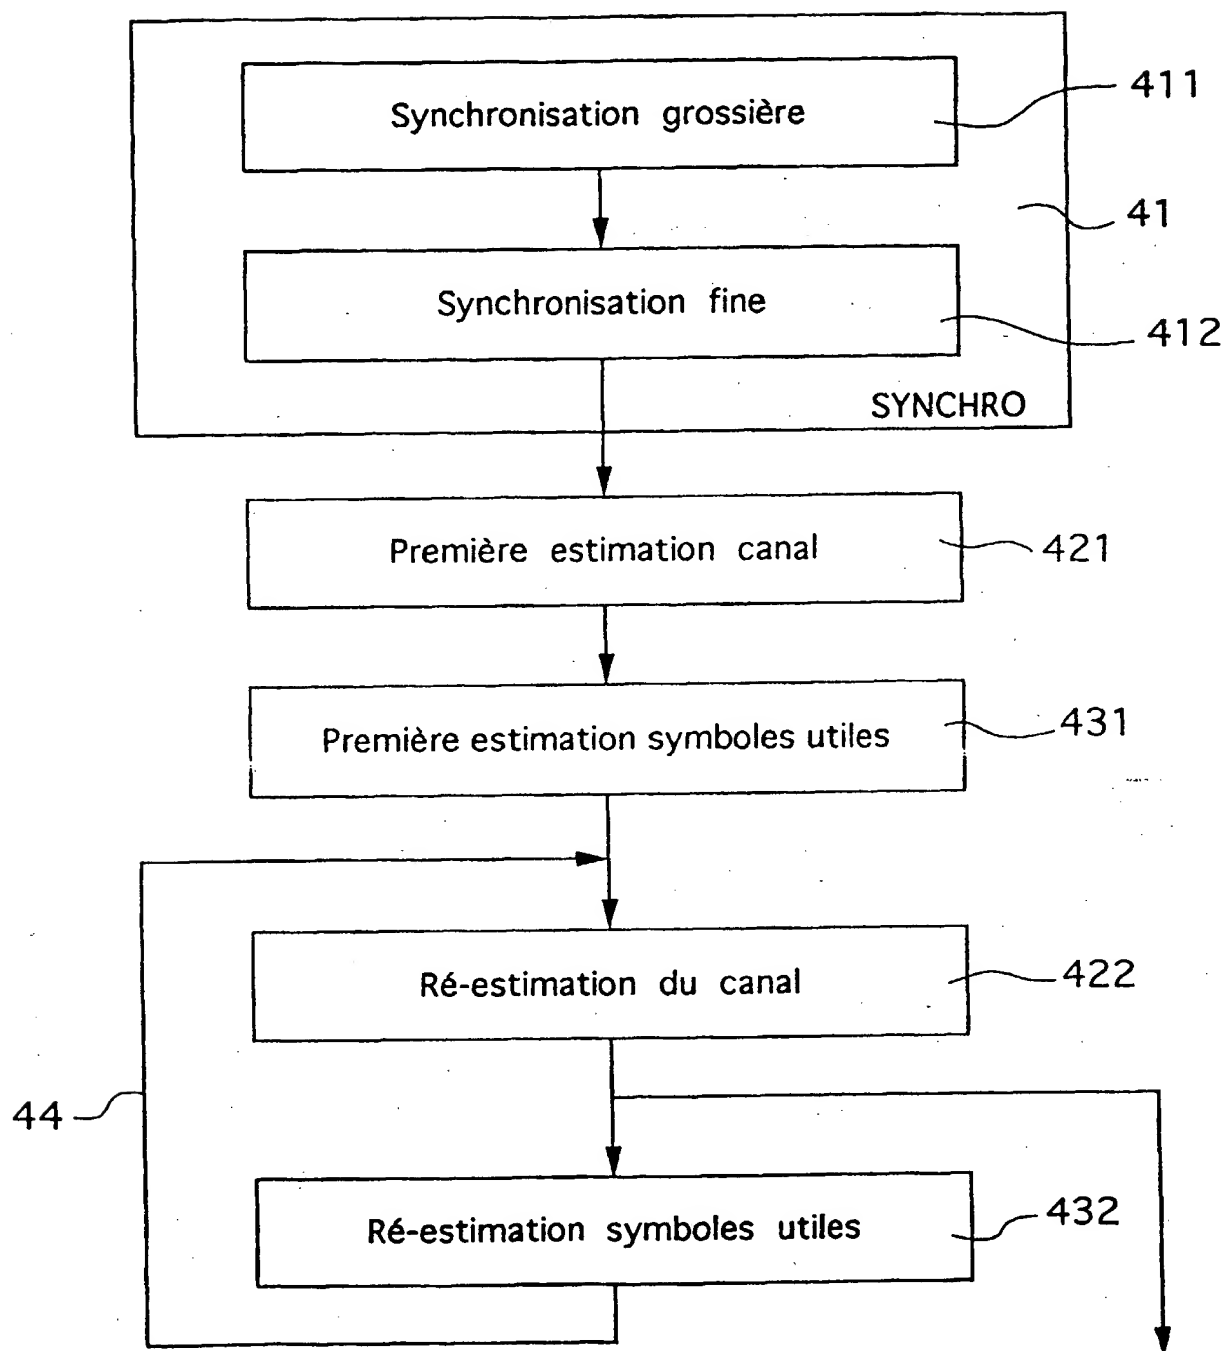 Synchronisation grossière
411
41
Synchronisation fine
412
SYNCHRO
Première estimation canal
421
Première estimation symboles utiles
431
Ré-estimation du canal
422
44
Ré-estimation symboles utiles
432